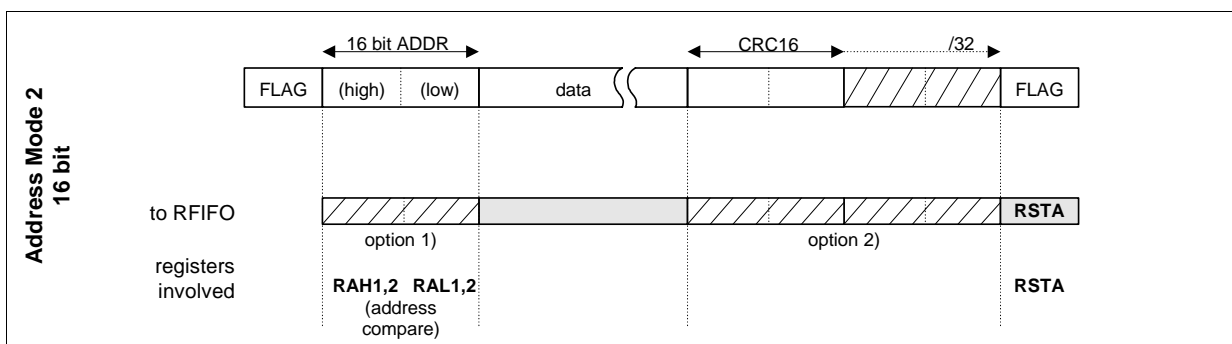 Address Mode 2
16 bit
16 bit ADDR CRC16 /32
FLAG (high) (low) data FLAG
to RFIFO RSTA
option 1) option 2)
registers
involved
RAH1,2 RAL1,2 RSTA
(address
compare)